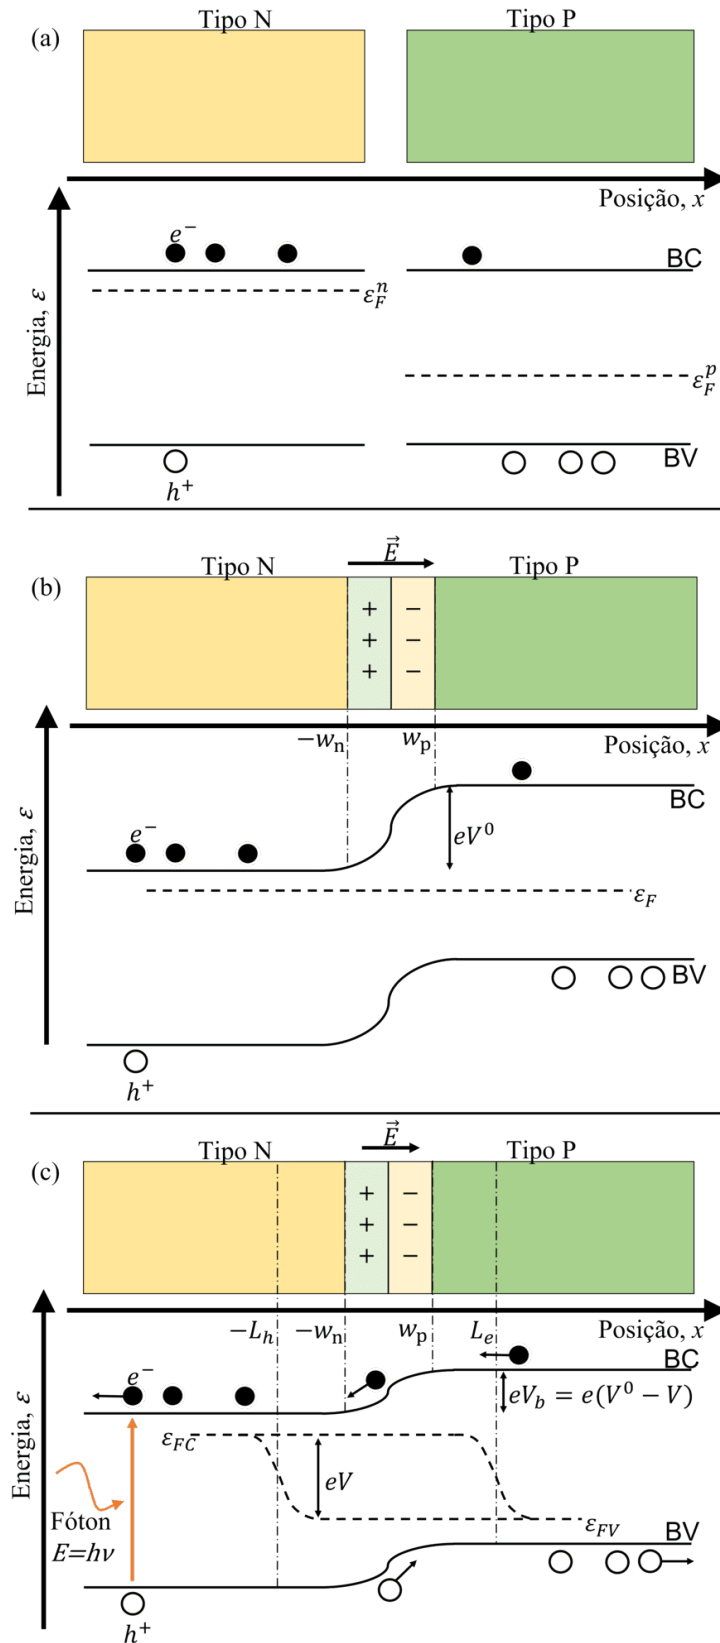 (a)
Tipo N
Tipo P
Posição, x
Energia, ε
e⁻
BC
ε_F^n
ε_F^p
BV
h⁺
(b)
Tipo N
E⃗
Tipo P
+ −
+ −
+ −
−w_n
w_p
Posição, x
Energia, ε
e⁻
BC
eV⁰
ε_F
BV
h⁺
(c)
Tipo N
E⃗
Tipo P
+ −
+ −
+ −
−L_h
−w_n
w_p
L_e
Posição, x
Energia, ε
e⁻
BC
eV_b = e(V⁰ − V)
ε_FC
eV
Fóton
E=hν
ε_FV
BV
h⁺